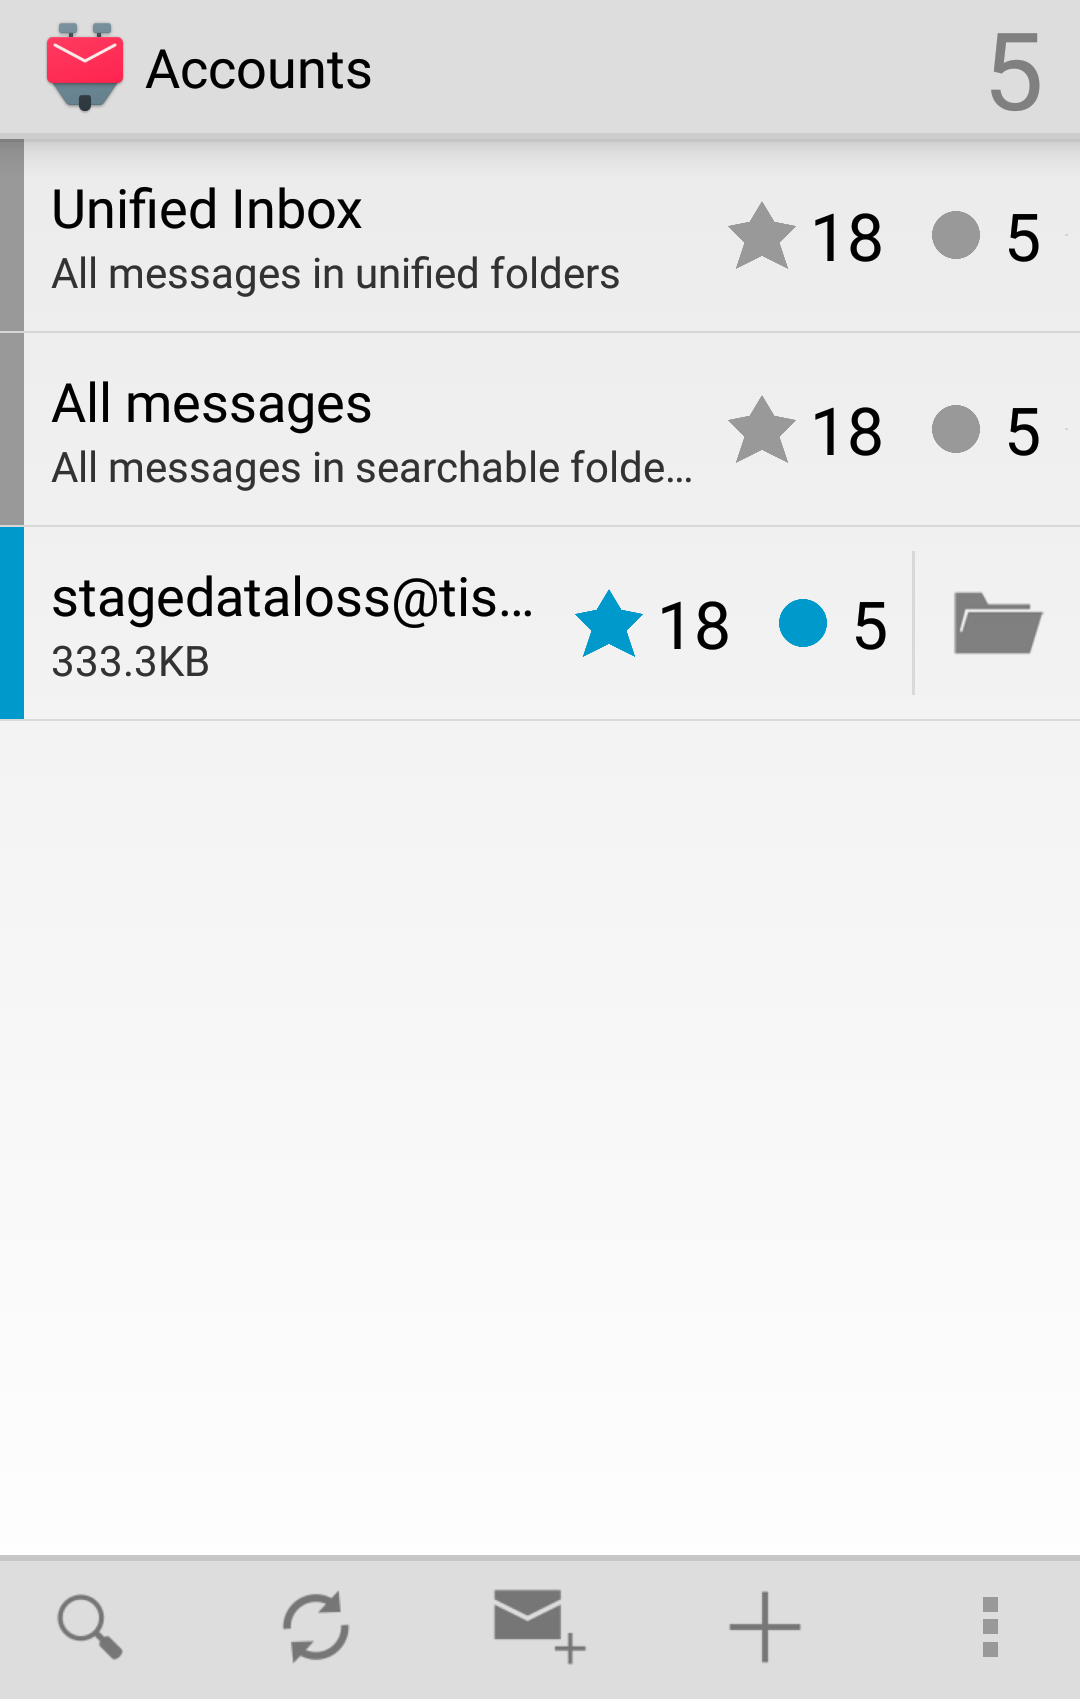 Accounts 5
Unified Inbox
All messages in unified folders
18 5
All messages
All messages in searchable folde...
18 5
stagedataloss@tis...
333.3KB
18 5